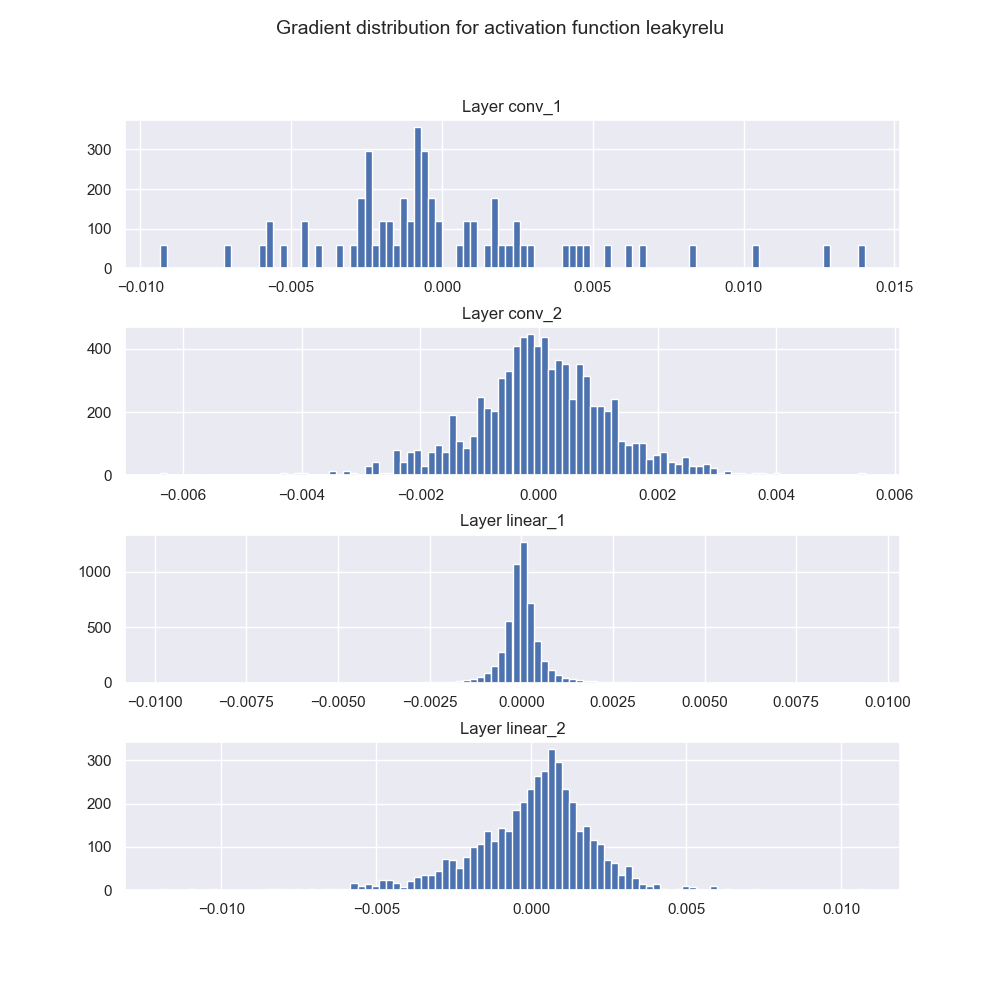 Gradient distribution for activation function leakyrelu
Layer conv_1
300
200
100
0
−0.010 −0.005 0.000 0.005 0.010 0.015
Layer conv_2
400
200
0
−0.006 −0.004 −0.002 0.000 0.002 0.004 0.006
Layer linear_1
1000
500
0
−0.0100 −0.0075 −0.0050 −0.0025 0.0000 0.0025 0.0050 0.0075 0.0100
Layer linear_2
300
200
100
0
−0.010 −0.005 0.000 0.005 0.010